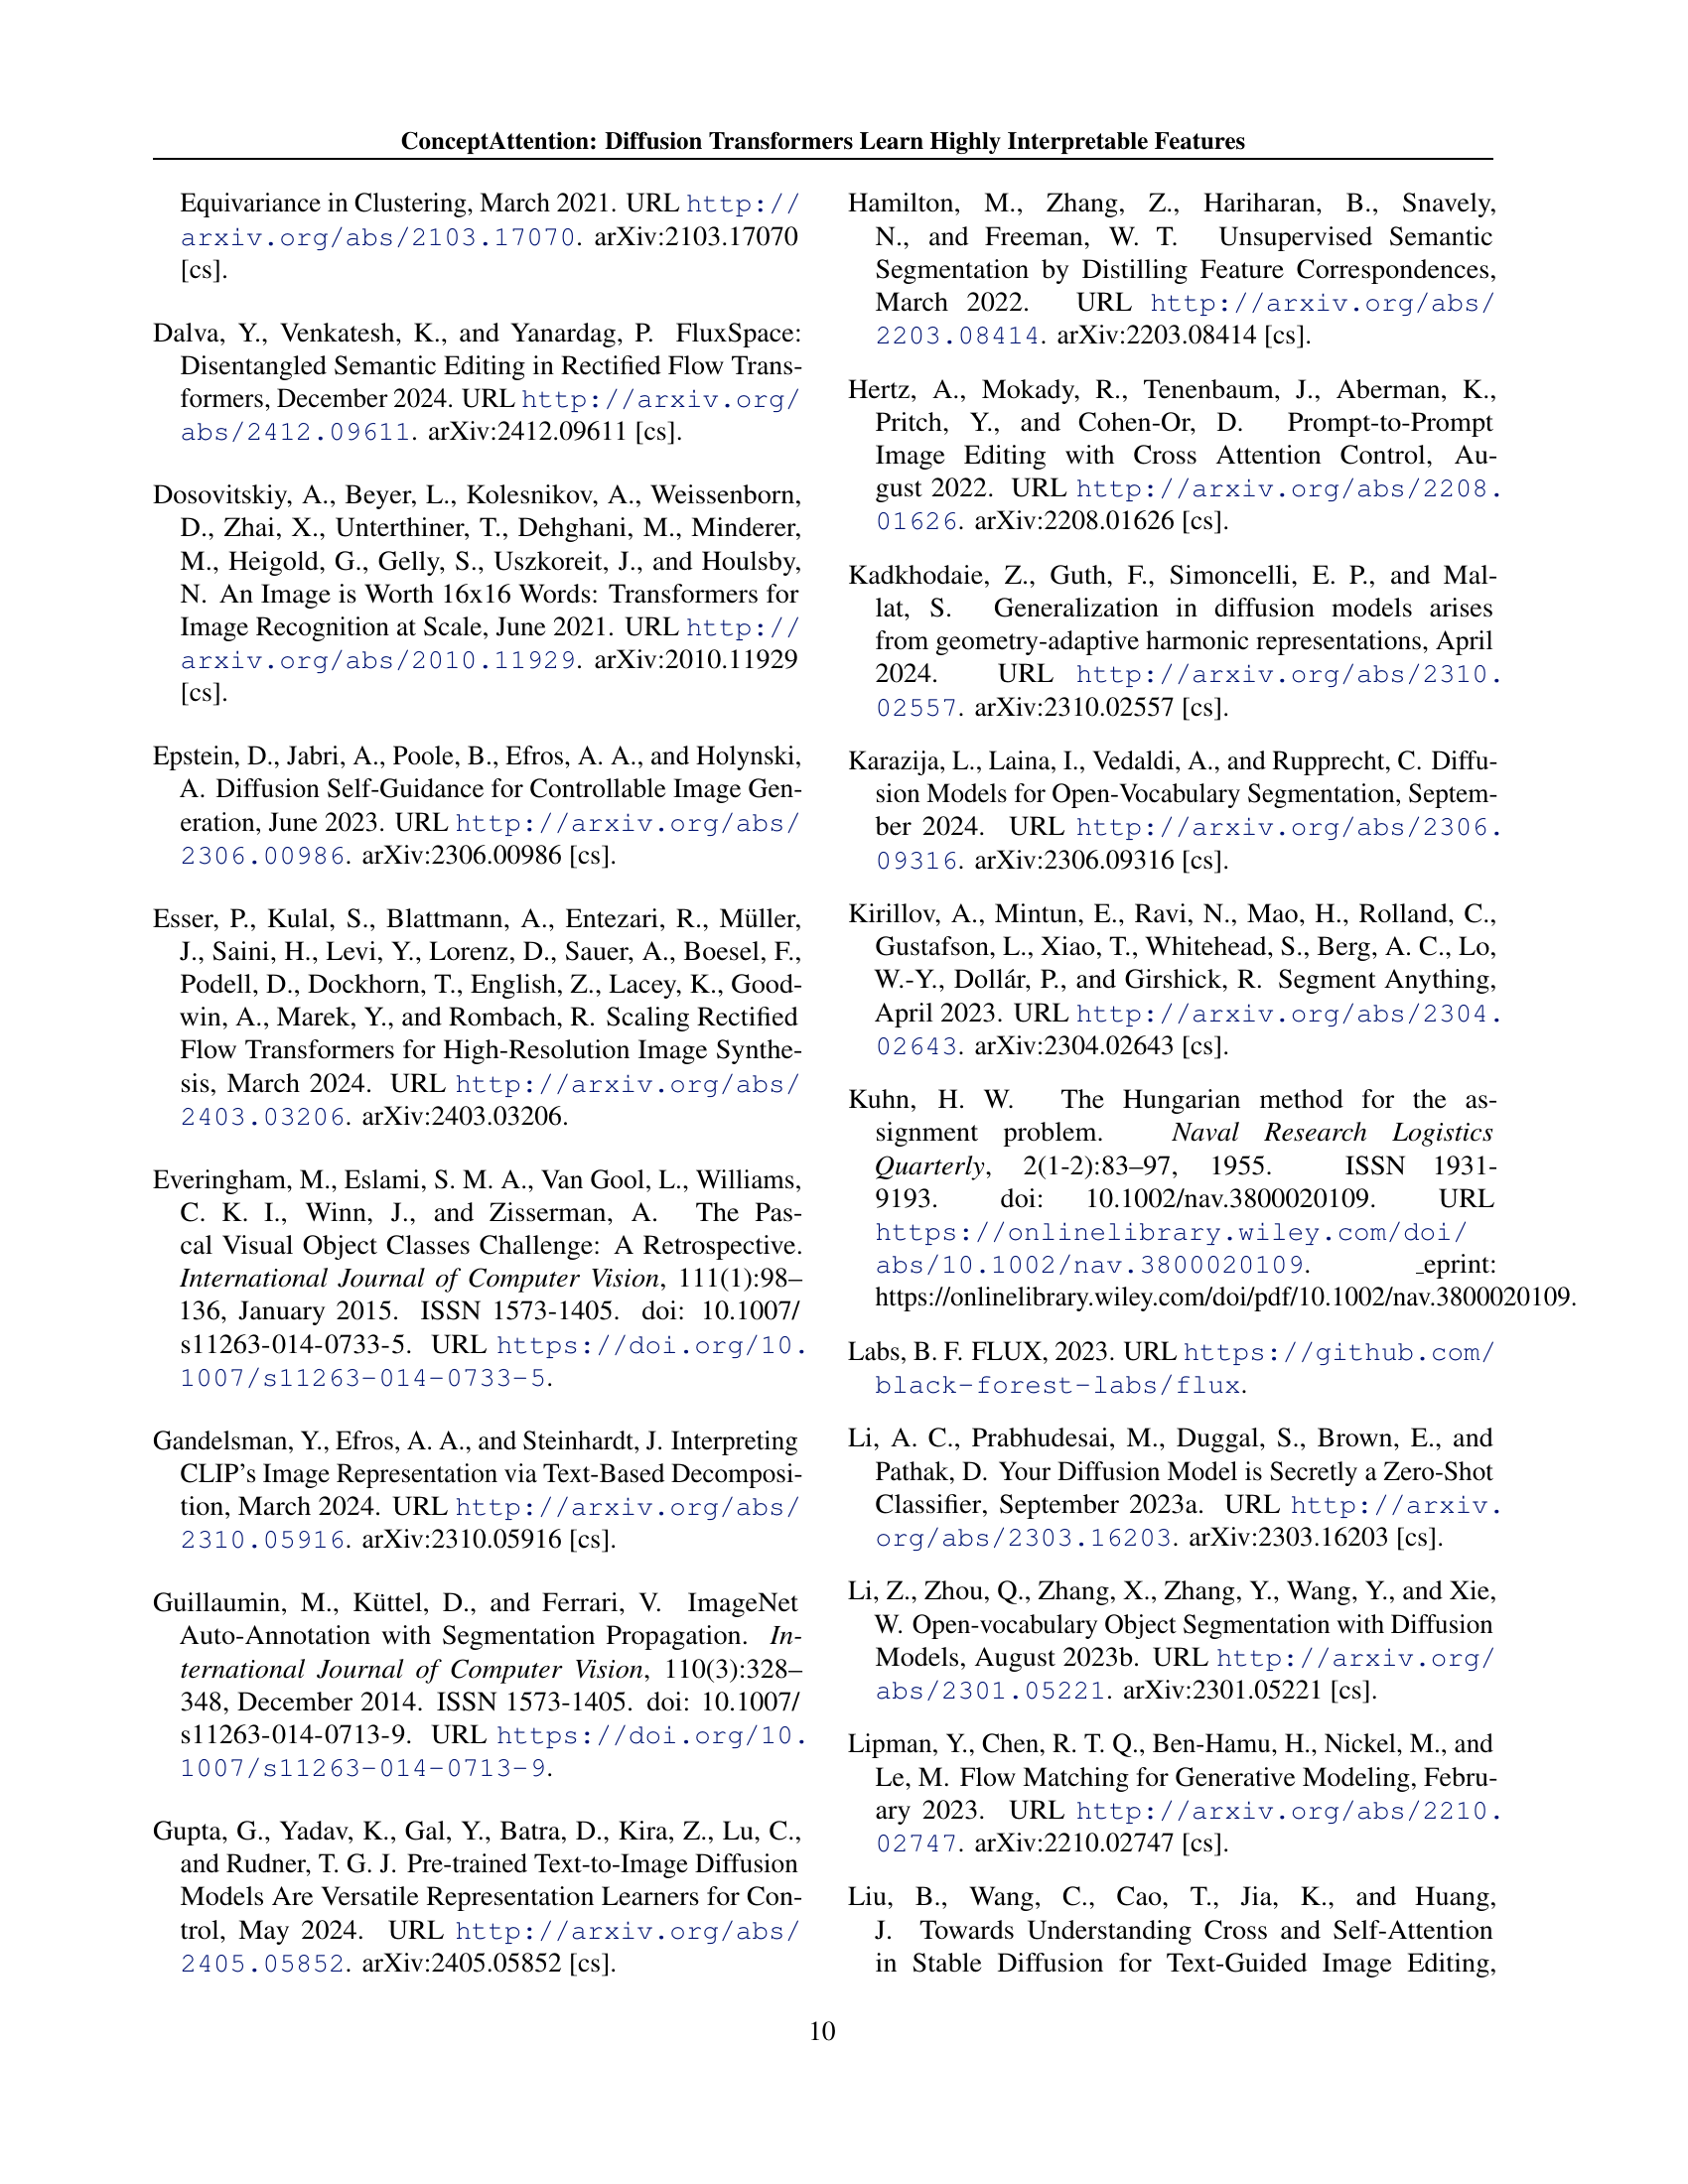 ConceptAttention: Diffusion Transformers Learn Highly Interpretable Features
Equivariance in Clustering, March 2021. URL http://
arxiv.org/abs/2103.17070. arXiv:2103.17070
[cs].
Dalva, Y., Venkatesh, K., and Yanardag, P. FluxSpace:
Disentangled Semantic Editing in Rectified Flow Trans-
formers, December 2024. URL http://arxiv.org/
abs/2412.09611. arXiv:2412.09611 [cs].
Dosovitskiy, A., Beyer, L., Kolesnikov, A., Weissenborn,
D., Zhai, X., Unterthiner, T., Dehghani, M., Minderer,
M., Heigold, G., Gelly, S., Uszkoreit, J., and Houlsby,
N. An Image is Worth 16x16 Words: Transformers for
Image Recognition at Scale, June 2021. URL http://
arxiv.org/abs/2010.11929. arXiv:2010.11929
[cs].
Epstein, D., Jabri, A., Poole, B., Efros, A. A., and Holynski,
A. Diffusion Self-Guidance for Controllable Image Gen-
eration, June 2023. URL http://arxiv.org/abs/
2306.00986. arXiv:2306.00986 [cs].
Esser, P., Kulal, S., Blattmann, A., Entezari, R., Müller,
J., Saini, H., Levi, Y., Lorenz, D., Sauer, A., Boesel, F.,
Podell, D., Dockhorn, T., English, Z., Lacey, K., Good-
win, A., Marek, Y., and Rombach, R. Scaling Rectified
Flow Transformers for High-Resolution Image Synthe-
sis, March 2024. URL http://arxiv.org/abs/
2403.03206. arXiv:2403.03206.
Everingham, M., Eslami, S. M. A., Van Gool, L., Williams,
C. K. I., Winn, J., and Zisserman, A. The Pas-
cal Visual Object Classes Challenge: A Retrospective.
International Journal of Computer Vision, 111(1):98–
136, January 2015. ISSN 1573-1405. doi: 10.1007/
s11263-014-0733-5. URL https://doi.org/10.
1007/s11263-014-0733-5.
Gandelsman, Y., Efros, A. A., and Steinhardt, J. Interpreting
CLIP's Image Representation via Text-Based Decomposi-
tion, March 2024. URL http://arxiv.org/abs/
2310.05916. arXiv:2310.05916 [cs].
Guillaumin, M., Küttel, D., and Ferrari, V. ImageNet
Auto-Annotation with Segmentation Propagation. In-
ternational Journal of Computer Vision, 110(3):328–
348, December 2014. ISSN 1573-1405. doi: 10.1007/
s11263-014-0713-9. URL https://doi.org/10.
1007/s11263-014-0713-9.
Gupta, G., Yadav, K., Gal, Y., Batra, D., Kira, Z., Lu, C.,
and Rudner, T. G. J. Pre-trained Text-to-Image Diffusion
Models Are Versatile Representation Learners for Con-
trol, May 2024. URL http://arxiv.org/abs/
2405.05852. arXiv:2405.05852 [cs].
Hamilton, M., Zhang, Z., Hariharan, B., Snavely,
N., and Freeman, W. T. Unsupervised Semantic
Segmentation by Distilling Feature Correspondences,
March 2022. URL http://arxiv.org/abs/
2203.08414. arXiv:2203.08414 [cs].
Hertz, A., Mokady, R., Tenenbaum, J., Aberman, K.,
Pritch, Y., and Cohen-Or, D. Prompt-to-Prompt
Image Editing with Cross Attention Control, Au-
gust 2022. URL http://arxiv.org/abs/2208.
01626. arXiv:2208.01626 [cs].
Kadkhodaie, Z., Guth, F., Simoncelli, E. P., and Mal-
lat, S. Generalization in diffusion models arises
from geometry-adaptive harmonic representations, April
2024. URL http://arxiv.org/abs/2310.
02557. arXiv:2310.02557 [cs].
Karazija, L., Laina, I., Vedaldi, A., and Rupprecht, C. Diffu-
sion Models for Open-Vocabulary Segmentation, Septem-
ber 2024. URL http://arxiv.org/abs/2306.
09316. arXiv:2306.09316 [cs].
Kirillov, A., Mintun, E., Ravi, N., Mao, H., Rolland, C.,
Gustafson, L., Xiao, T., Whitehead, S., Berg, A. C., Lo,
W.-Y., Dollár, P., and Girshick, R. Segment Anything,
April 2023. URL http://arxiv.org/abs/2304.
02643. arXiv:2304.02643 [cs].
Kuhn, H. W. The Hungarian method for the as-
signment problem. Naval Research Logistics
Quarterly, 2(1-2):83–97, 1955. ISSN 1931-
9193. doi: 10.1002/nav.3800020109. URL
https://onlinelibrary.wiley.com/doi/
abs/10.1002/nav.3800020109. _eprint:
https://onlinelibrary.wiley.com/doi/pdf/10.1002/nav.3800020109.
Labs, B. F. FLUX, 2023. URL https://github.com/
black-forest-labs/flux.
Li, A. C., Prabhudesai, M., Duggal, S., Brown, E., and
Pathak, D. Your Diffusion Model is Secretly a Zero-Shot
Classifier, September 2023a. URL http://arxiv.
org/abs/2303.16203. arXiv:2303.16203 [cs].
Li, Z., Zhou, Q., Zhang, X., Zhang, Y., Wang, Y., and Xie,
W. Open-vocabulary Object Segmentation with Diffusion
Models, August 2023b. URL http://arxiv.org/
abs/2301.05221. arXiv:2301.05221 [cs].
Lipman, Y., Chen, R. T. Q., Ben-Hamu, H., Nickel, M., and
Le, M. Flow Matching for Generative Modeling, Febru-
ary 2023. URL http://arxiv.org/abs/2210.
02747. arXiv:2210.02747 [cs].
Liu, B., Wang, C., Cao, T., Jia, K., and Huang,
J. Towards Understanding Cross and Self-Attention
in Stable Diffusion for Text-Guided Image Editing,
10